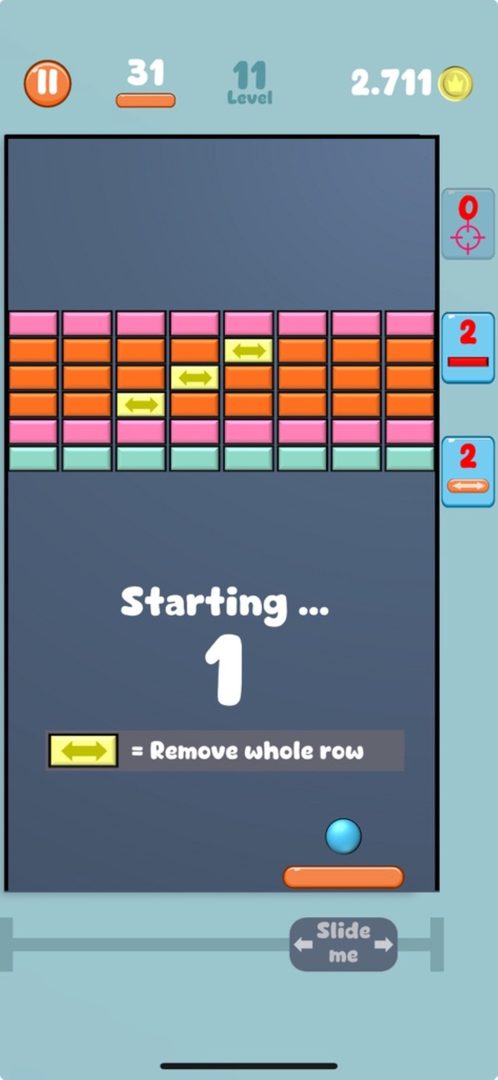 31
11
Level
2.711
0
2
2
Starting ...
1
= Remove whole row
Slide
me